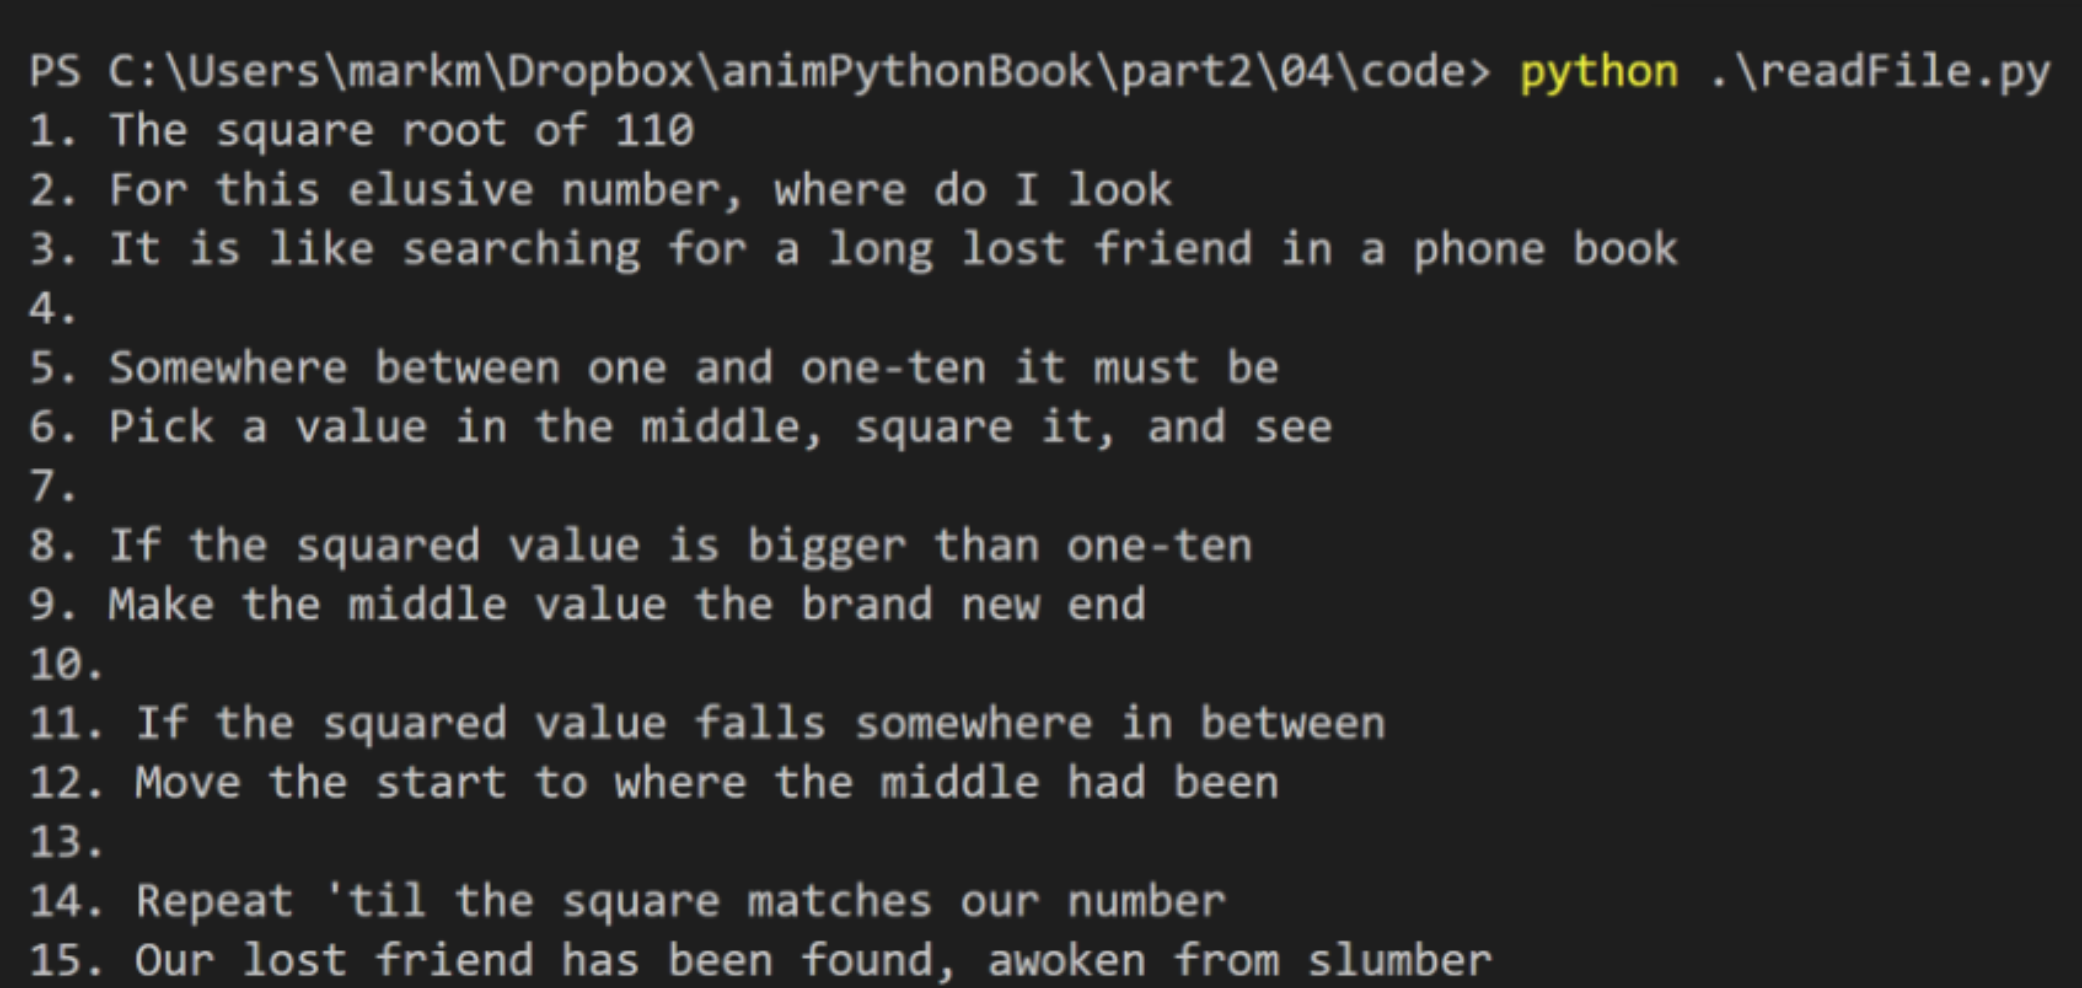 PS C:\Users\markm\Dropbox\animPythonBook\part2\04\code> python .\readFile.py
1. The square root of 110
2. For this elusive number, where do I look
3. It is like searching for a long lost friend in a phone book
4.
5. Somewhere between one and one-ten it must be
6. Pick a value in the middle, square it, and see
7.
8. If the squared value is bigger than one-ten
9. Make the middle value the brand new end
10.
11. If the squared value falls somewhere in between
12. Move the start to where the middle had been
13.
14. Repeat 'til the square matches our number
15. Our lost friend has been found, awoken from slumber